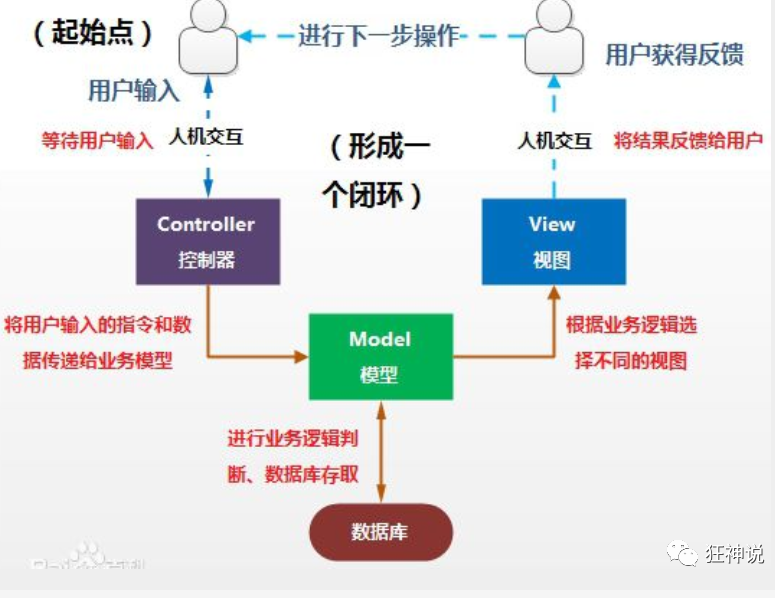 （起始点）
进行下一步操作
用户获得反馈
用户输入
等待用户输入
人机交互
（形成一
个闭环）
人机交互
将结果反馈给用户
Controller
控制器
View
视图
将用户输入的指令和数
据传递给业务模型
Model
模型
根据业务逻辑选
择不同的视图
进行业务逻辑判
断、数据库存取
数据库
狂神说